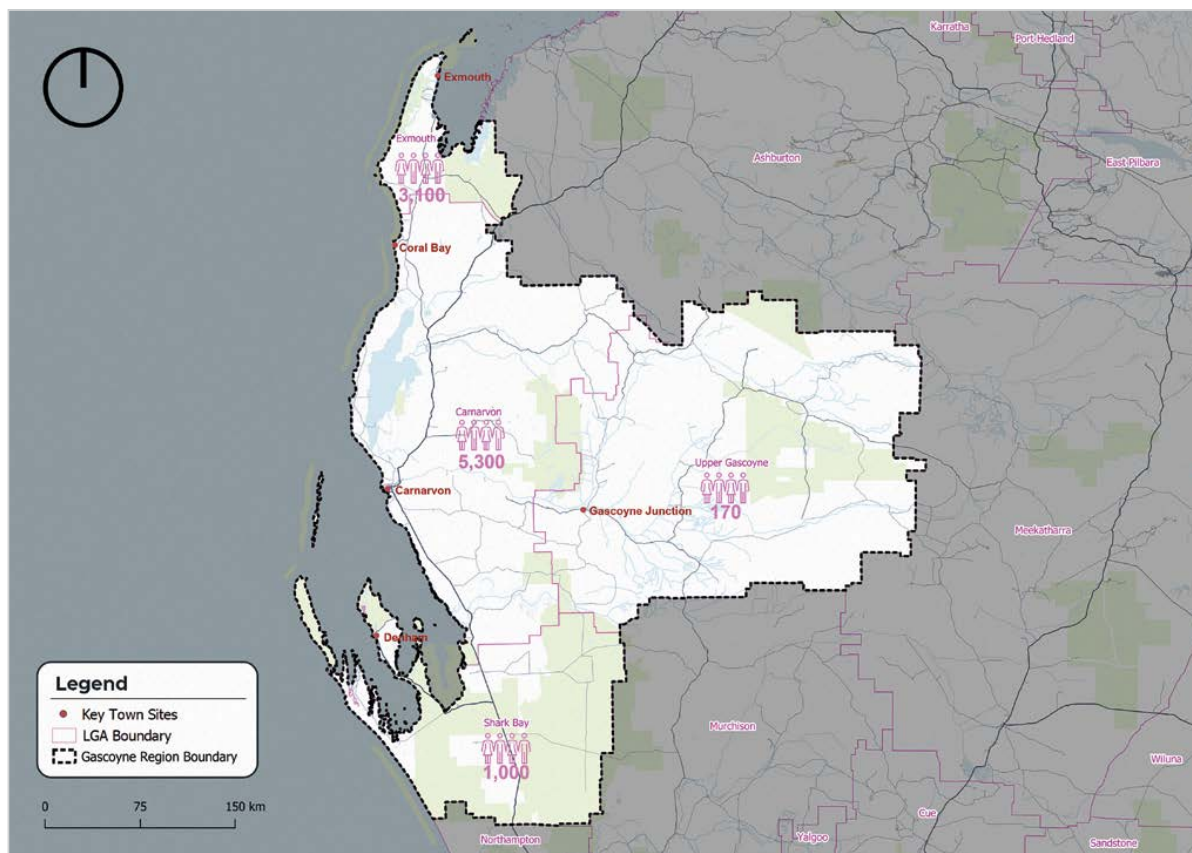 Karratha
Port Hedland
Exmouth
Exmouth
3,100
Ashburton
East Pilbara
Coral Bay
Carnarvon
5,300
Upper Gascoyne
170
Carnarvon
Gascoyne Junction
Meekatharra
Denham
Legend
Key Town Sites
LGA Boundary
Gascoyne Region Boundary
Shark Bay
1,000
Murchison
Wiluna
0 75 150 km
Northampton
Yalgoo
Cue
Sandstone